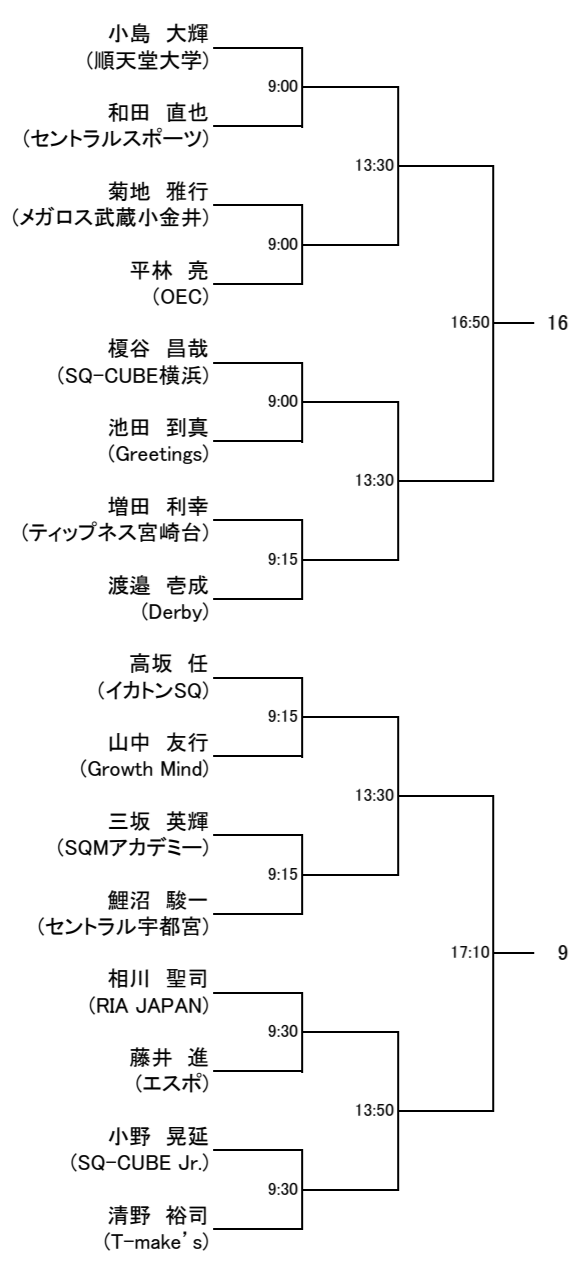 小島　大輝
(順天堂大学)
9:00
和田　直也
(セントラルスポーツ)
13:30
菊地　雅行
(メガロス武蔵小金井)
9:00
平林　亮
(OEC)
16:50
16
榎谷　昌哉
(SQ-CUBE横浜)
9:00
池田　到真
(Greetings)
13:30
増田　利幸
(ティップネス宮崎台)
9:15
渡邉　壱成
(Derby)
高坂　任
(イカトンSQ)
9:15
山中　友行
(Growth Mind)
13:30
三坂　英輝
(SQMアカデミー)
9:15
鯉沼　駿一
(セントラル宇都宮)
17:10
9
相川　聖司
(RIA JAPAN)
9:30
藤井　進
(エスポ)
13:50
小野　晃延
(SQ-CUBE Jr.)
9:30
清野　裕司
(T-make’s)